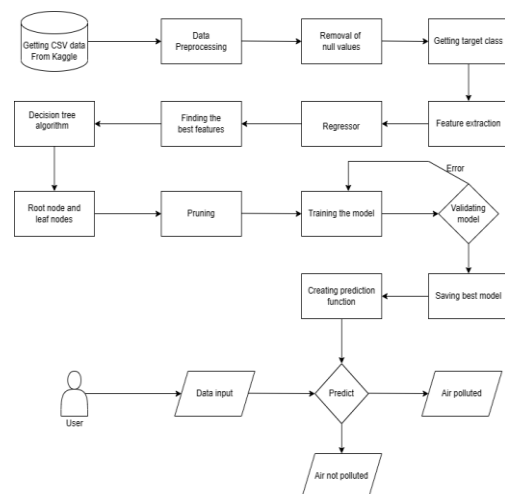 Getting CSV data
From Kaggle
Data
Preprocessing
Removal of
null values
Getting target class
Decision tree
algorithm
Finding the
best features
Regressor
Feature extraction
Error
Root node and
leaf nodes
Pruning
Training the model
Validating
model
Creating prediction
function
Saving best model
User
Data input
Predict
Air polluted
Air not polluted